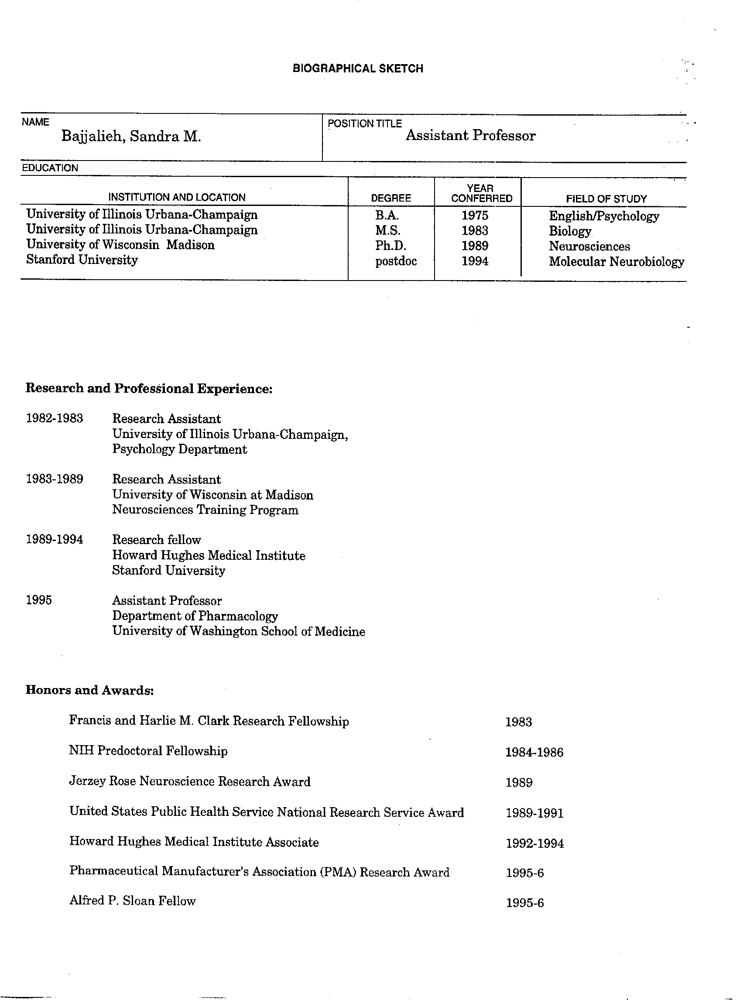 BIOGRAPHICAL SKETCH
NAME
Bajjalieh, Sandra M.
POSITION TITLE
Assistant Professor
EDUCATION
INSTITUTION AND LOCATION DEGREE YEAR CONFERRED FIELD OF STUDY
University of Illinois Urbana-Champaign B.A. 1975 English/Psychology
University of Illinois Urbana-Champaign M.S. 1983 Biology
University of Wisconsin Madison Ph.D. 1989 Neurosciences
Stanford University postdoc 1994 Molecular Neurobiology
Research and Professional Experience:
1982-1983 Research Assistant
University of Illinois Urbana-Champaign,
Psychology Department
1983-1989 Research Assistant
University of Wisconsin at Madison
Neurosciences Training Program
1989-1994 Research fellow
Howard Hughes Medical Institute
Stanford University
1995 Assistant Professor
Department of Pharmacology
University of Washington School of Medicine
Honors and Awards:
Francis and Harlie M. Clark Research Fellowship 1983
NIH Predoctoral Fellowship 1984-1986
Jerzey Rose Neuroscience Research Award 1989
United States Public Health Service National Research Service Award 1989-1991
Howard Hughes Medical Institute Associate 1992-1994
Pharmaceutical Manufacturer's Association (PMA) Research Award 1995-6
Alfred P. Sloan Fellow 1995-6